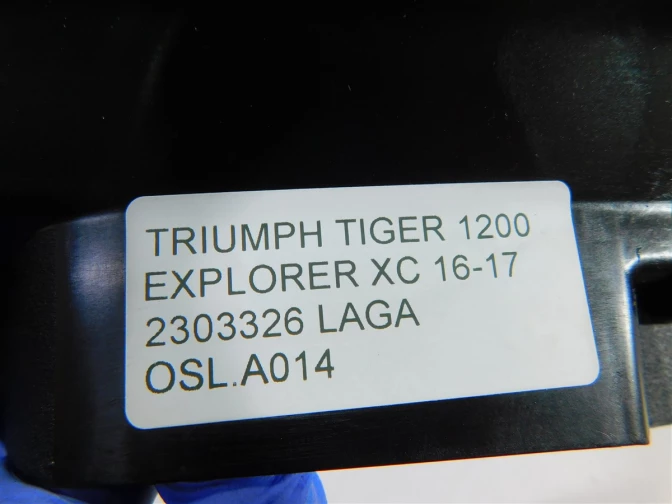 TRIUMPH TIGER 1200
EXPLORER XC 16-17
2303326 LAGA
OSL.A014